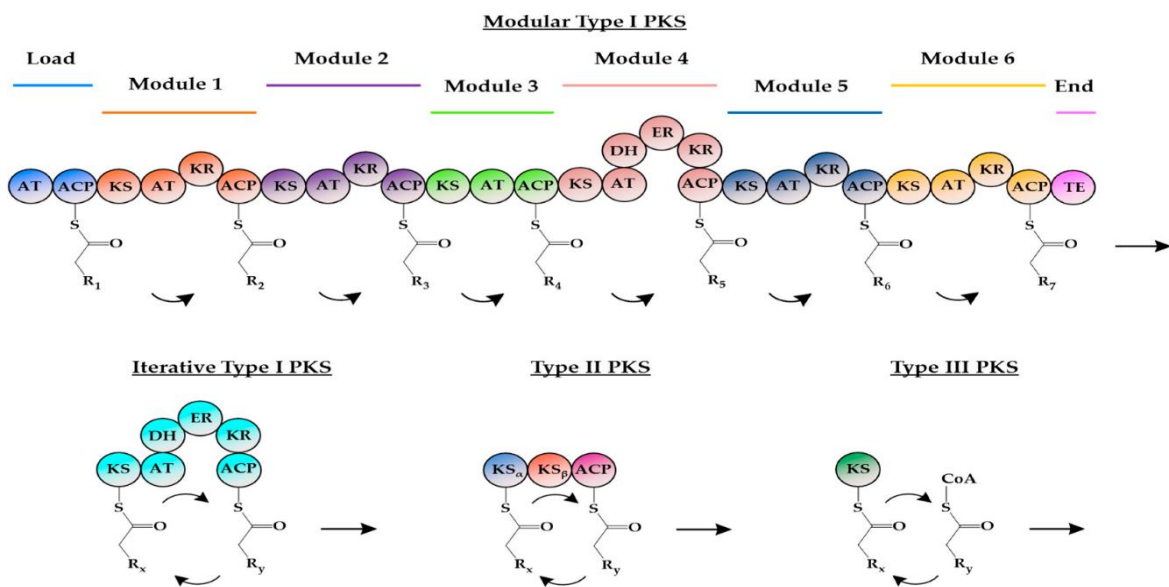 Modular Type I PKS
Load Module 1 Module 2 Module 3 Module 4 Module 5 Module 6 End
AT ACP KS AT KR ACP KS AT KR ACP KS AT ACP KS AT DH ER KR ACP KS AT KR ACP KS AT KR ACP TE
S S S S S S S
O O O O O O O
R₁ R₂ R₃ R₄ R₅ R₆ R₇
Iterative Type I PKS Type II PKS Type III PKS
KS AT DH ER KR ACP KSα KSβ ACP KS CoA
S S S S S S
O O O O O O
Rₓ Rᵧ Rₓ Rᵧ Rₓ Rᵧ